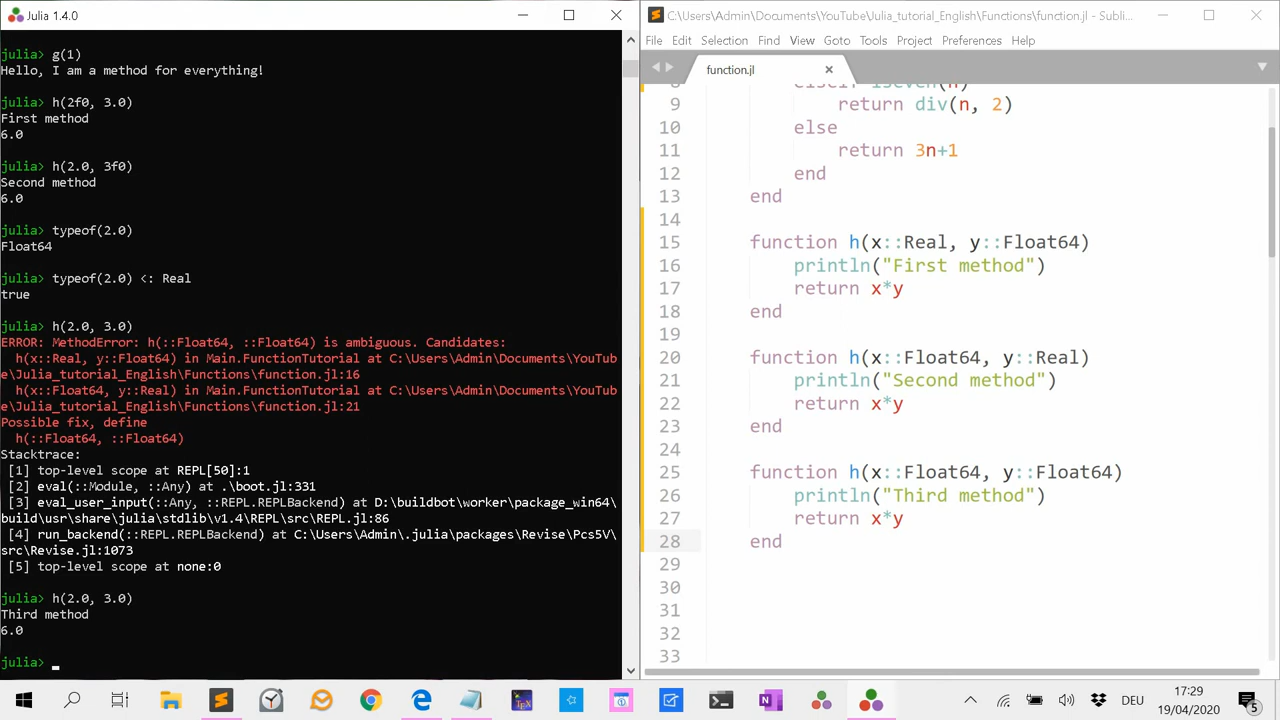 Julia 1.4.0
julia> g(1)
Hello, I am a method for everything!
julia> h(2f0, 3.0)
First method
6.0
julia> h(2.0, 3f0)
Second method
6.0
julia> typeof(2.0)
Float64
julia> typeof(2.0) <: Real
true
julia> h(2.0, 3.0)
ERROR: MethodError: h(::Float64, ::Float64) is ambiguous. Candidates:
  h(x::Real, y::Float64) in Main.FunctionTutorial at C:\Users\Admin\Documents\YouTub
e\Julia_tutorial_English\Functions\function.jl:16
  h(x::Float64, y::Real) in Main.FunctionTutorial at C:\Users\Admin\Documents\YouTub
e\Julia_tutorial_English\Functions\function.jl:21
Possible fix, define
  h(::Float64, ::Float64)
Stacktrace:
 [1] top-level scope at REPL[50]:1
 [2] eval(::Module, ::Any) at .\boot.jl:331
 [3] eval_user_input(::Any, ::REPL.REPLBackend) at D:\buildbot\worker\package_win64\
build\usr\share\julia\stdlib\v1.4\REPL\src\REPL.jl:86
 [4] run_backend(::REPL.REPLBackend) at C:\Users\Admin\.julia\packages\Revise\Pcs5V\
src\Revise.jl:1073
 [5] top-level scope at none:0
julia> h(2.0, 3.0)
Third method
6.0
julia> _
C:\Users\Admin\Documents\YouTube\Julia_tutorial_English\Functions\function.jl - Subli...
File Edit Selection Find View Goto Tools Project Preferences Help
function.jl
8 elseif iseven(n)
9 return div(n, 2)
10 else
11 return 3n+1
12 end
13 end
14
15 function h(x::Real, y::Float64)
16 println("First method")
17 return x*y
18 end
19
20 function h(x::Float64, y::Real)
21 println("Second method")
22 return x*y
23 end
24
25 function h(x::Float64, y::Float64)
26 println("Third method")
27 return x*y
28 end
29
30
31
32
33
DEU
17:29
19/04/2020
5